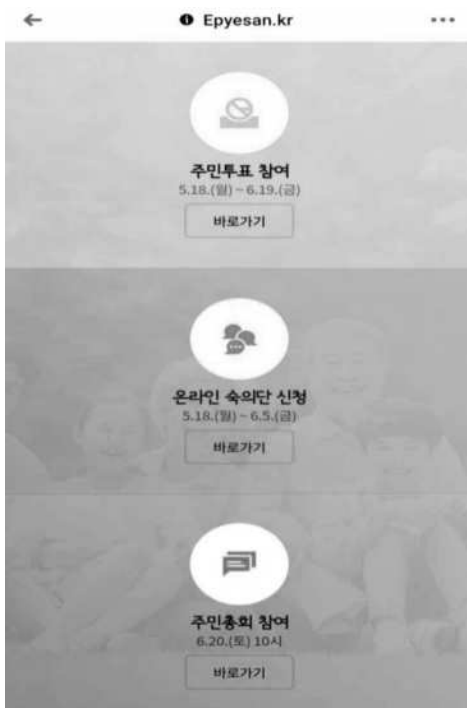 Epyesan.kr
주민투표 참여
5.18.(월) ~ 6.19.(금)
바로가기
온라인 숙의단 신청
5.18.(월) ~ 6.5.(금)
바로가기
주민총회 참여
6.20.(토) 10시
바로가기